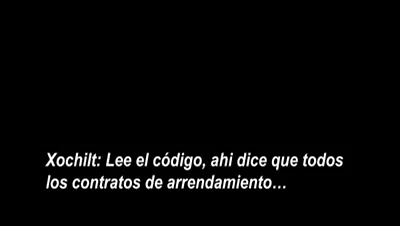 Xochilt: Lee el código, ahi dice que todos
los contratos de arrendamiento…